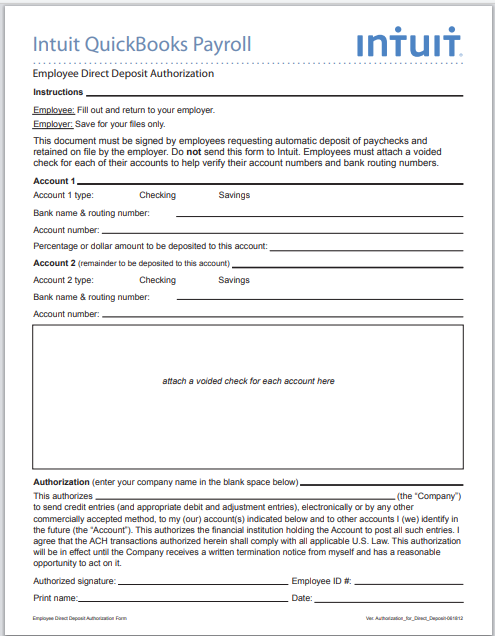 Intuit QuickBooks Payroll
intuit.
Employee Direct Deposit Authorization
Instructions
Employee: Fill out and return to your employer.
Employer: Save for your files only.
This document must be signed by employees requesting automatic deposit of paychecks and
retained on file by the employer. Do not send this form to Intuit. Employees must attach a voided
check for each of their accounts to help verify their account numbers and bank routing numbers.
Account 1
Account 1 type: Checking Savings
Bank name & routing number:
Account number:
Percentage or dollar amount to be deposited to this account:
Account 2 (remainder to be deposited to this account)
Account 2 type: Checking Savings
Bank name & routing number:
Account number:
attach a voided check for each account here
Authorization (enter your company name in the blank space below)
This authorizes (the “Company”)
to send credit entries (and appropriate debit and adjustment entries), electronically or by any other
commercially accepted method, to my (our) account(s) indicated below and to other accounts I (we) identify in
the future (the “Account”). This authorizes the financial institution holding the Account to post all such entries. I
agree that the ACH transactions authorized herein shall comply with all applicable U.S. Law. This authorization
will be in effect until the Company receives a written termination notice from myself and has a reasonable
opportunity to act on it.
Authorized signature: Employee ID #:
Print name: Date:
Employee Direct Deposit Authorization Form Ver. Authorization_for_Direct_Deposit-061812